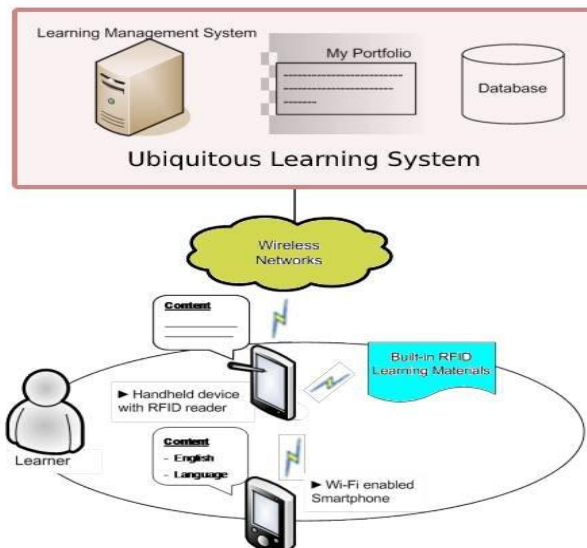 Learning Management System
My Portfolio
Database
Ubiquitous Learning System
Wireless
Networks
Content
Built-in RFID
Learning Materials
► Handheld device
with RFID reader
Learner
Content
- English
- Language
► Wi-Fi enabled
Smartphone